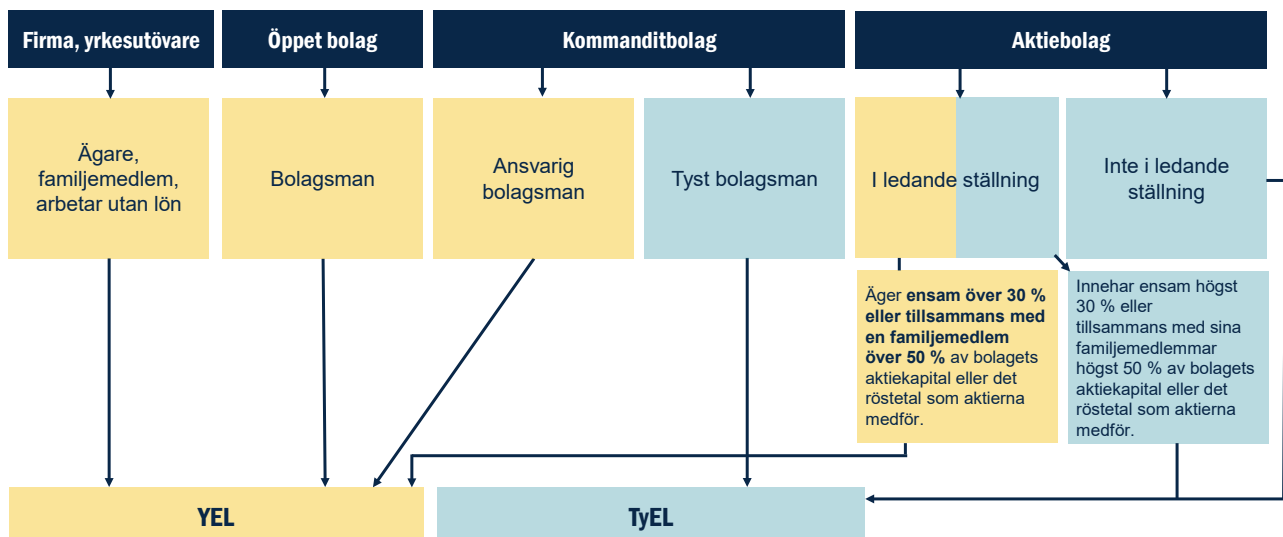 Firma, yrkesutövare
Öppet bolag
Kommanditbolag
Aktiebolag
Ägare,
familjemedlem,
arbetar utan lön
Bolagsman
Ansvarig
bolagsman
Tyst bolagsman
I ledande ställning
Inte i ledande
ställning
Äger ensam över 30 %
eller tillsammans med
en familjemedlem
över 50 % av bolagets
aktiekapital eller det
röstetal som aktierna
medför.
Innehar ensam högst
30 % eller
tillsammans med sina
familjemedlemmar
högst 50 % av bolagets
aktiekapital eller det
röstetal som aktierna
medför.
YEL
TyEL